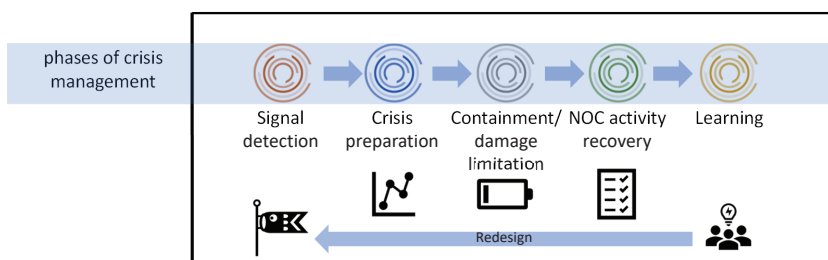 phases of crisis
management
Signal
detection
Crisis
preparation
Containment/
damage
limitation
NOC activity
recovery
Learning
Redesign